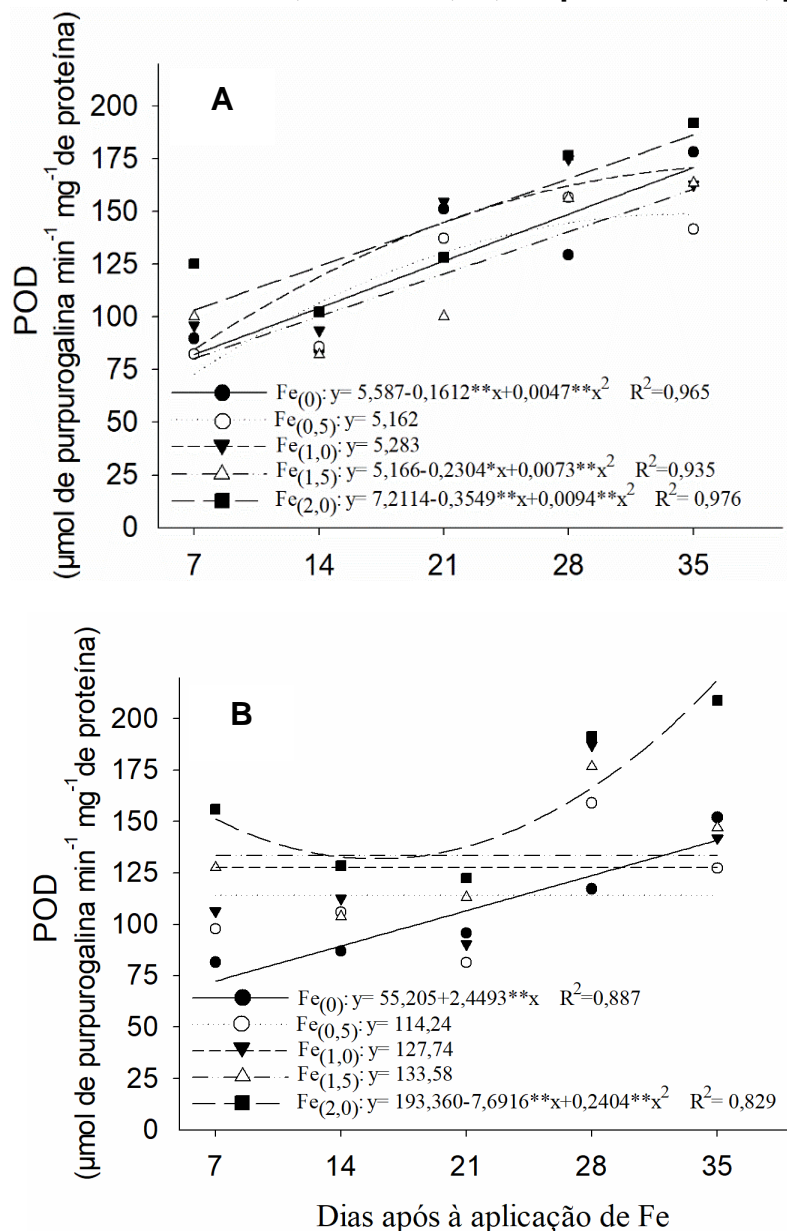 A
POD
(µmol de purpurogalina min⁻¹ mg⁻¹ de proteína)
200
175
150
125
100
75
50
25
0
Fe(0): y= 5,587-0,1612**x+0,0047**x² R²=0,965
Fe(0,5): y= 5,162
Fe(1,0): y= 5,283
Fe(1,5): y= 5,166-0,2304*x+0,0073**x² R²=0,935
Fe(2,0): y= 7,2114-0,3549**x+0,0094**x² R²= 0,976
7 14 21 28 35
B
POD
(µmol de purpurogalina min⁻¹ mg⁻¹ de proteína)
200
175
150
125
100
75
50
25
0
Fe(0): y= 55,205+2,4493**x R²=0,887
Fe(0,5): y= 114,24
Fe(1,0): y= 127,74
Fe(1,5): y= 133,58
Fe(2,0): y= 193,360-7,6916**x+0,2404**x² R²= 0,829
7 14 21 28 35
Dias após à aplicação de Fe